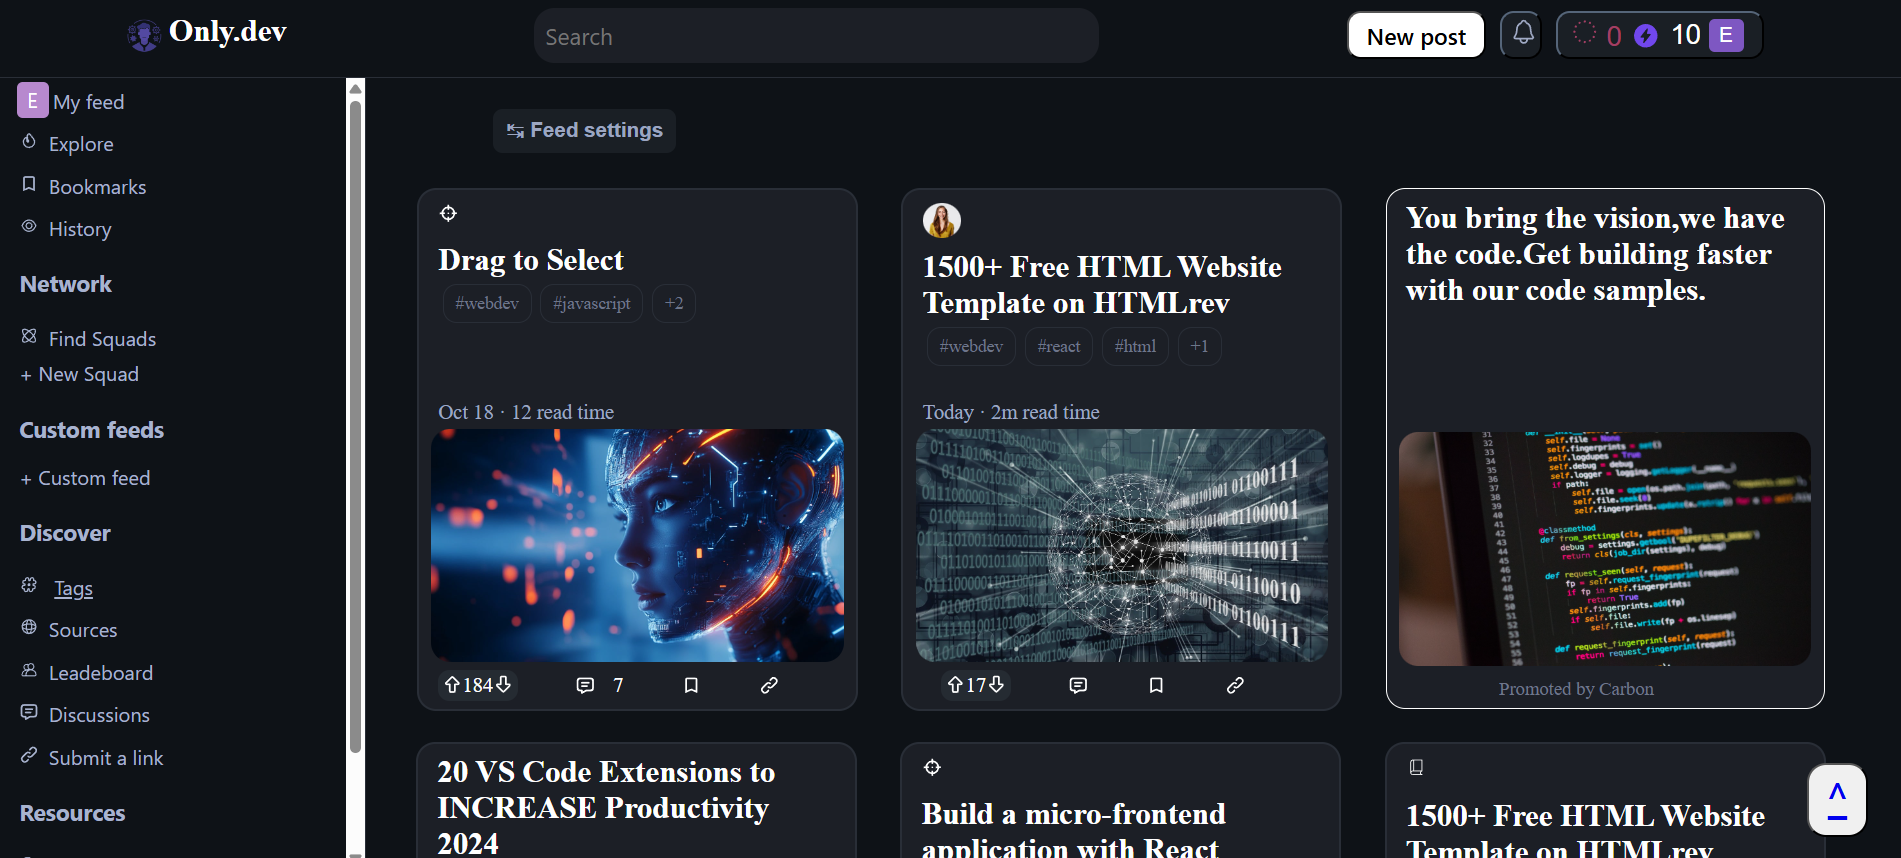 Only.dev
Search
New post
0
10
E
E My feed
Explore
Bookmarks
History
Network
Find Squads
+ New Squad
Custom feeds
+ Custom feed
Discover
Tags
Sources
Leadeboard
Discussions
Submit a link
Resources
Feed settings
Drag to Select
#webdev #javascript +2
Oct 18 · 12 read time
184
7
1500+ Free HTML Website
Template on HTMLrev
#webdev #react #html +1
Today · 2m read time
17
You bring the vision,we have
the code.Get building faster
with our code samples.
Promoted by Carbon
20 VS Code Extensions to
INCREASE Productivity
2024
Build a micro-frontend
application with React
1500+ Free HTML Website
Template on HTMLrev
^